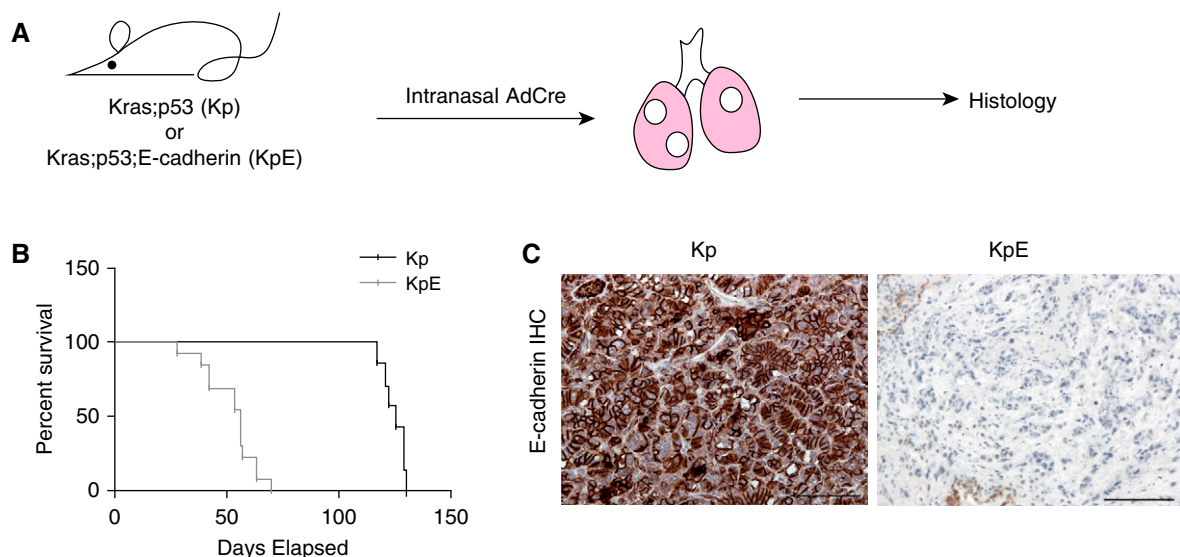 A
Kras;p53 (Kp)
or
Kras;p53;E-cadherin (KpE)
Intranasal AdCre
Histology
B
150
100
50
0
Percent survival
0 50 100 150
Days Elapsed
Kp
KpE
C
Kp KpE
E-cadherin IHC